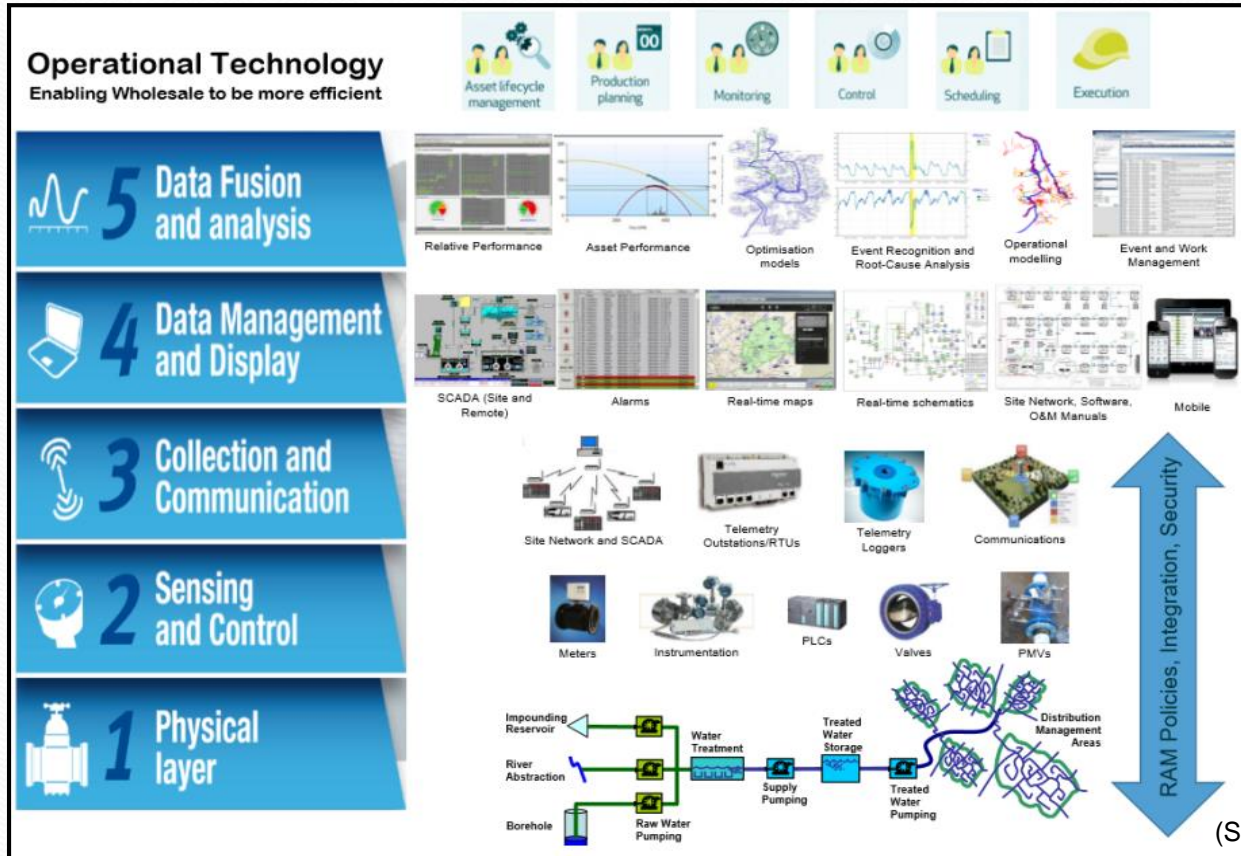 Operational Technology
Enabling Wholesale to be more efficient
Asset lifecycle
management
Production
planning
Monitoring
Control
Scheduling
Execution
5
Data Fusion
and analysis
Relative Performance
Asset Performance
Optimisation
models
Event Recognition and
Root-Cause Analysis
Operational
modelling
Event and Work
Management
4
Data Management
and Display
SCADA (Site and
Remote)
Alarms
Real-time maps
Real-time schematics
Site Network, Software,
O&M Manuals
Mobile
3
Collection and
Communication
Site Network and SCADA
Telemetry
Outstations/RTUs
Telemetry
Loggers
Communications
2
Sensing
and Control
Meters
Instrumentation
PLCs
Valves
PMVs
1
Physical
layer
Impounding
Reservoir
River
Abstraction
Borehole
Raw Water
Pumping
Water
Treatment
Supply
Pumping
Treated
Water
Storage
Treated
Water
Pumping
Distribution
Management
Areas
RAM Policies, Integration, Security
(S